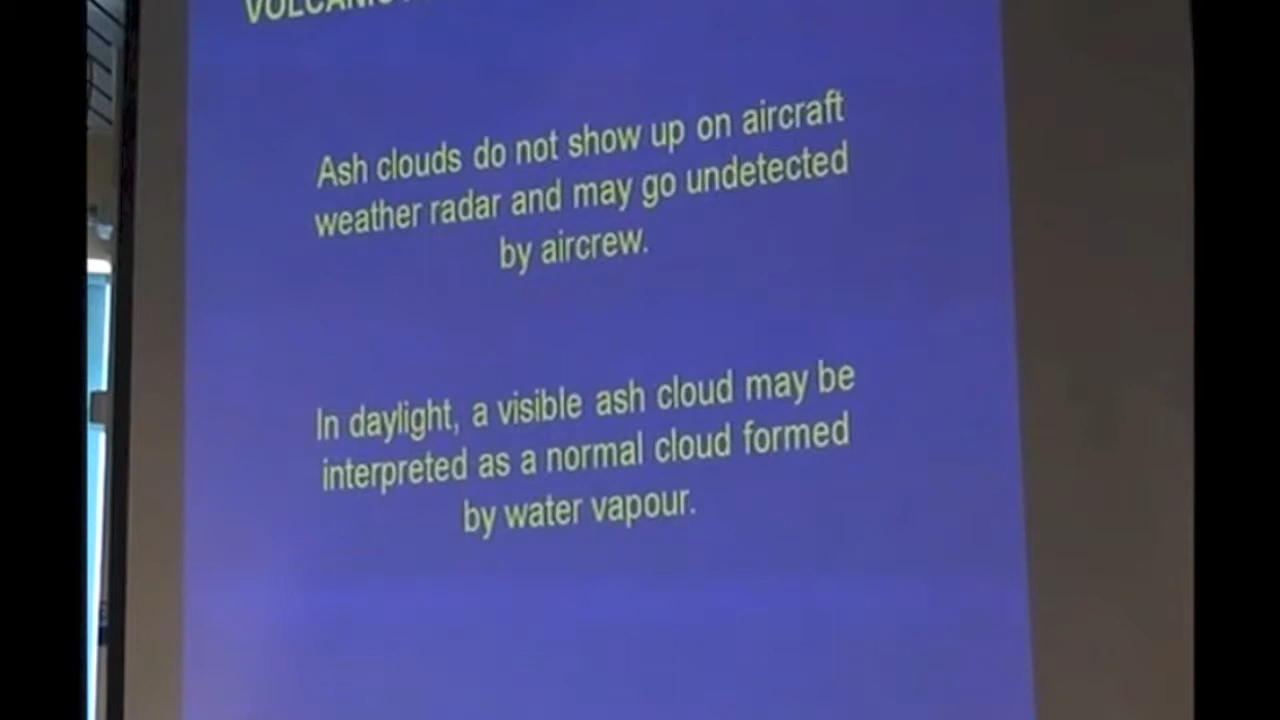 Ash clouds do not show up on aircraft
weather radar and may go undetected
by aircrew.
In daylight, a visible ash cloud may be
interpreted as a normal cloud formed
by water vapour.